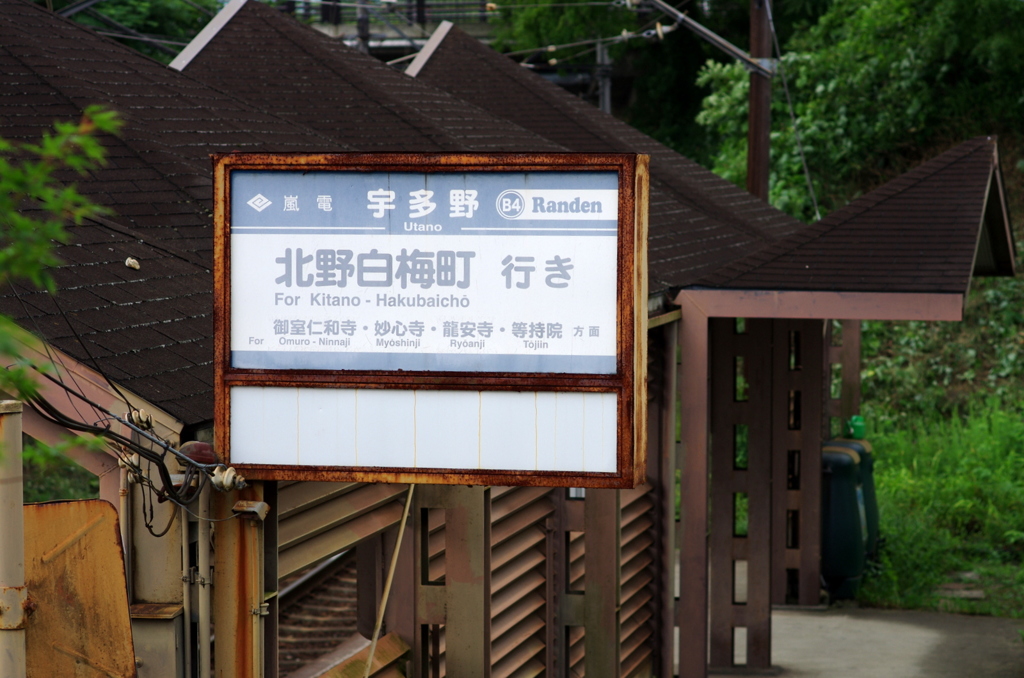 嵐電 宇多野 B4 Randen
Utano
北野白梅町 行き
For Kitano - Hakubaichō
御室仁和寺・妙心寺・龍安寺・等持院 方面
For Omuro - Ninnaji Myōshinji Ryōanji Tōjiin